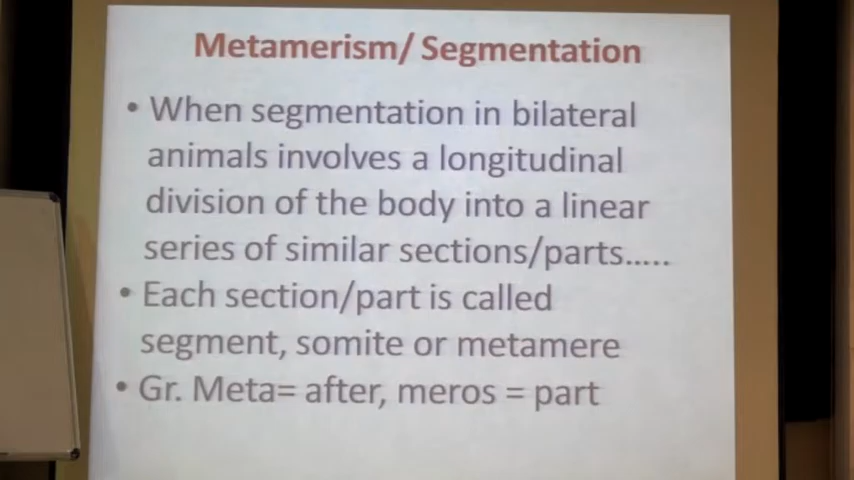 Metamerism/ Segmentation
• When segmentation in bilateral
animals involves a longitudinal
division of the body into a linear
series of similar sections/parts.....
• Each section/part is called
segment, somite or metamere
• Gr. Meta= after, meros = part